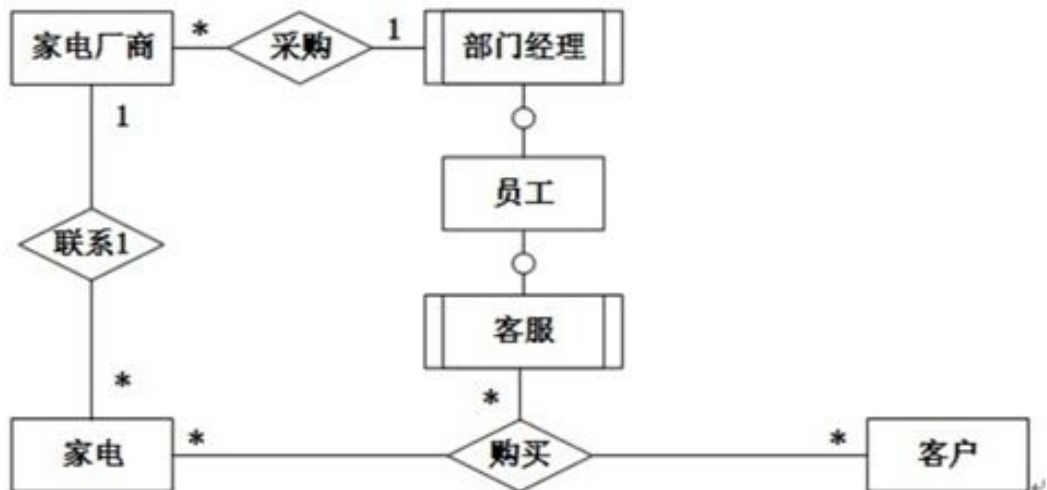 家电厂商 * 采购 1 部门经理
1
员工
联系1
客服
* *
家电 * 购买 * 客户